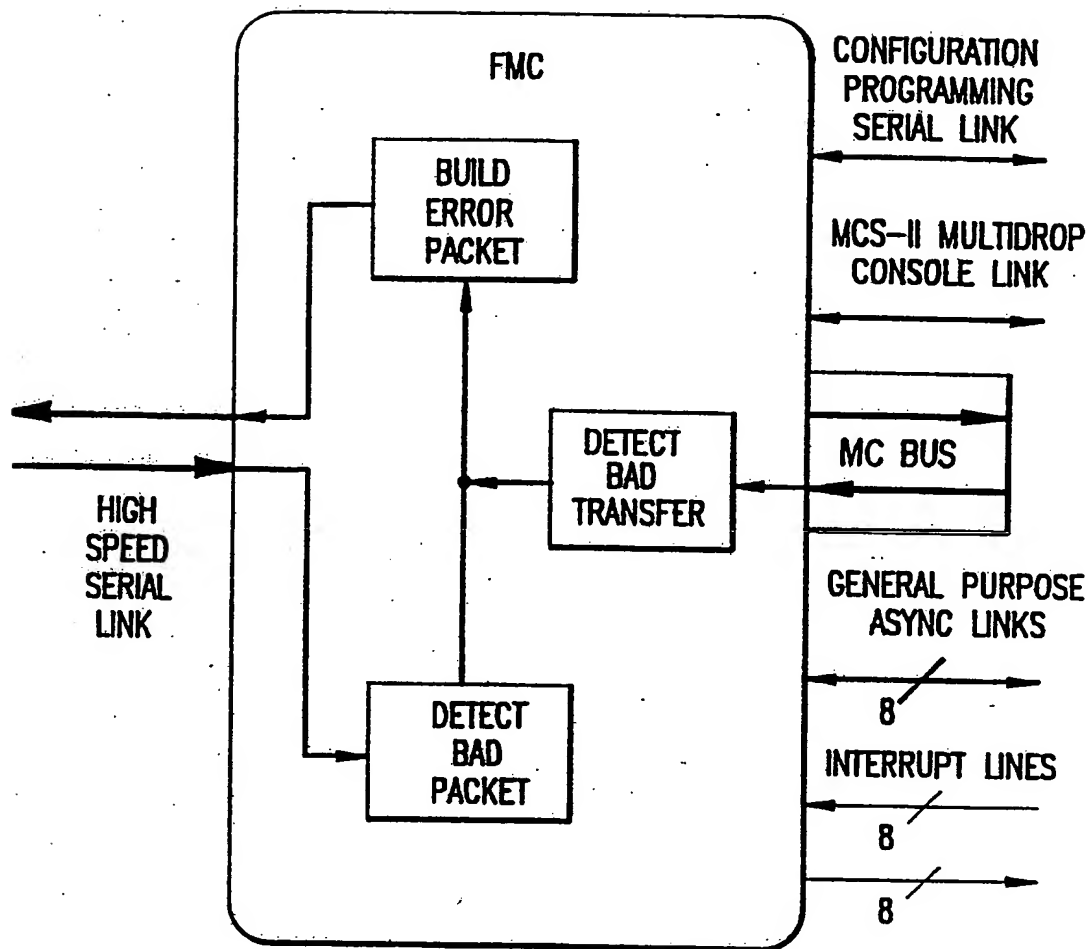 FMC
BUILD
ERROR
PACKET
DETECT
BAD
TRANSFER
DETECT
BAD
PACKET
HIGH
SPEED
SERIAL
LINK
CONFIGURATION
PROGRAMMING
SERIAL LINK
MCS-II MULTIDROP
CONSOLE LINK
MC BUS
GENERAL PURPOSE
ASYNC LINKS
8
INTERRUPT LINES
8
8